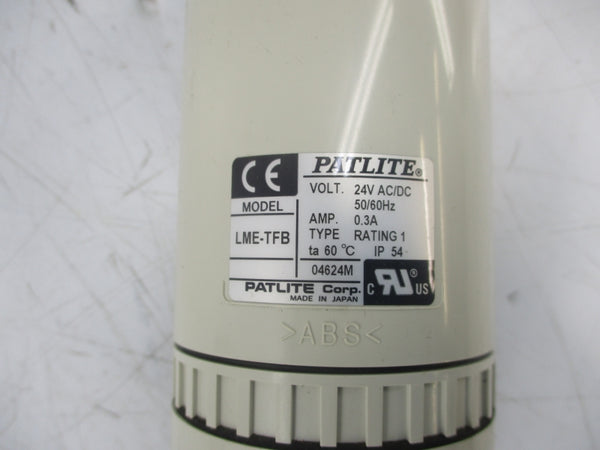 CE
PATLITE®
VOLT. 24V AC/DC
50/60Hz
MODEL
LME-TFB
AMP. 0.3A
TYPE RATING 1
ta 60 °C IP 54
04624M
PATLITE Corp.
MADE IN JAPAN
C RU® US
>ABS<